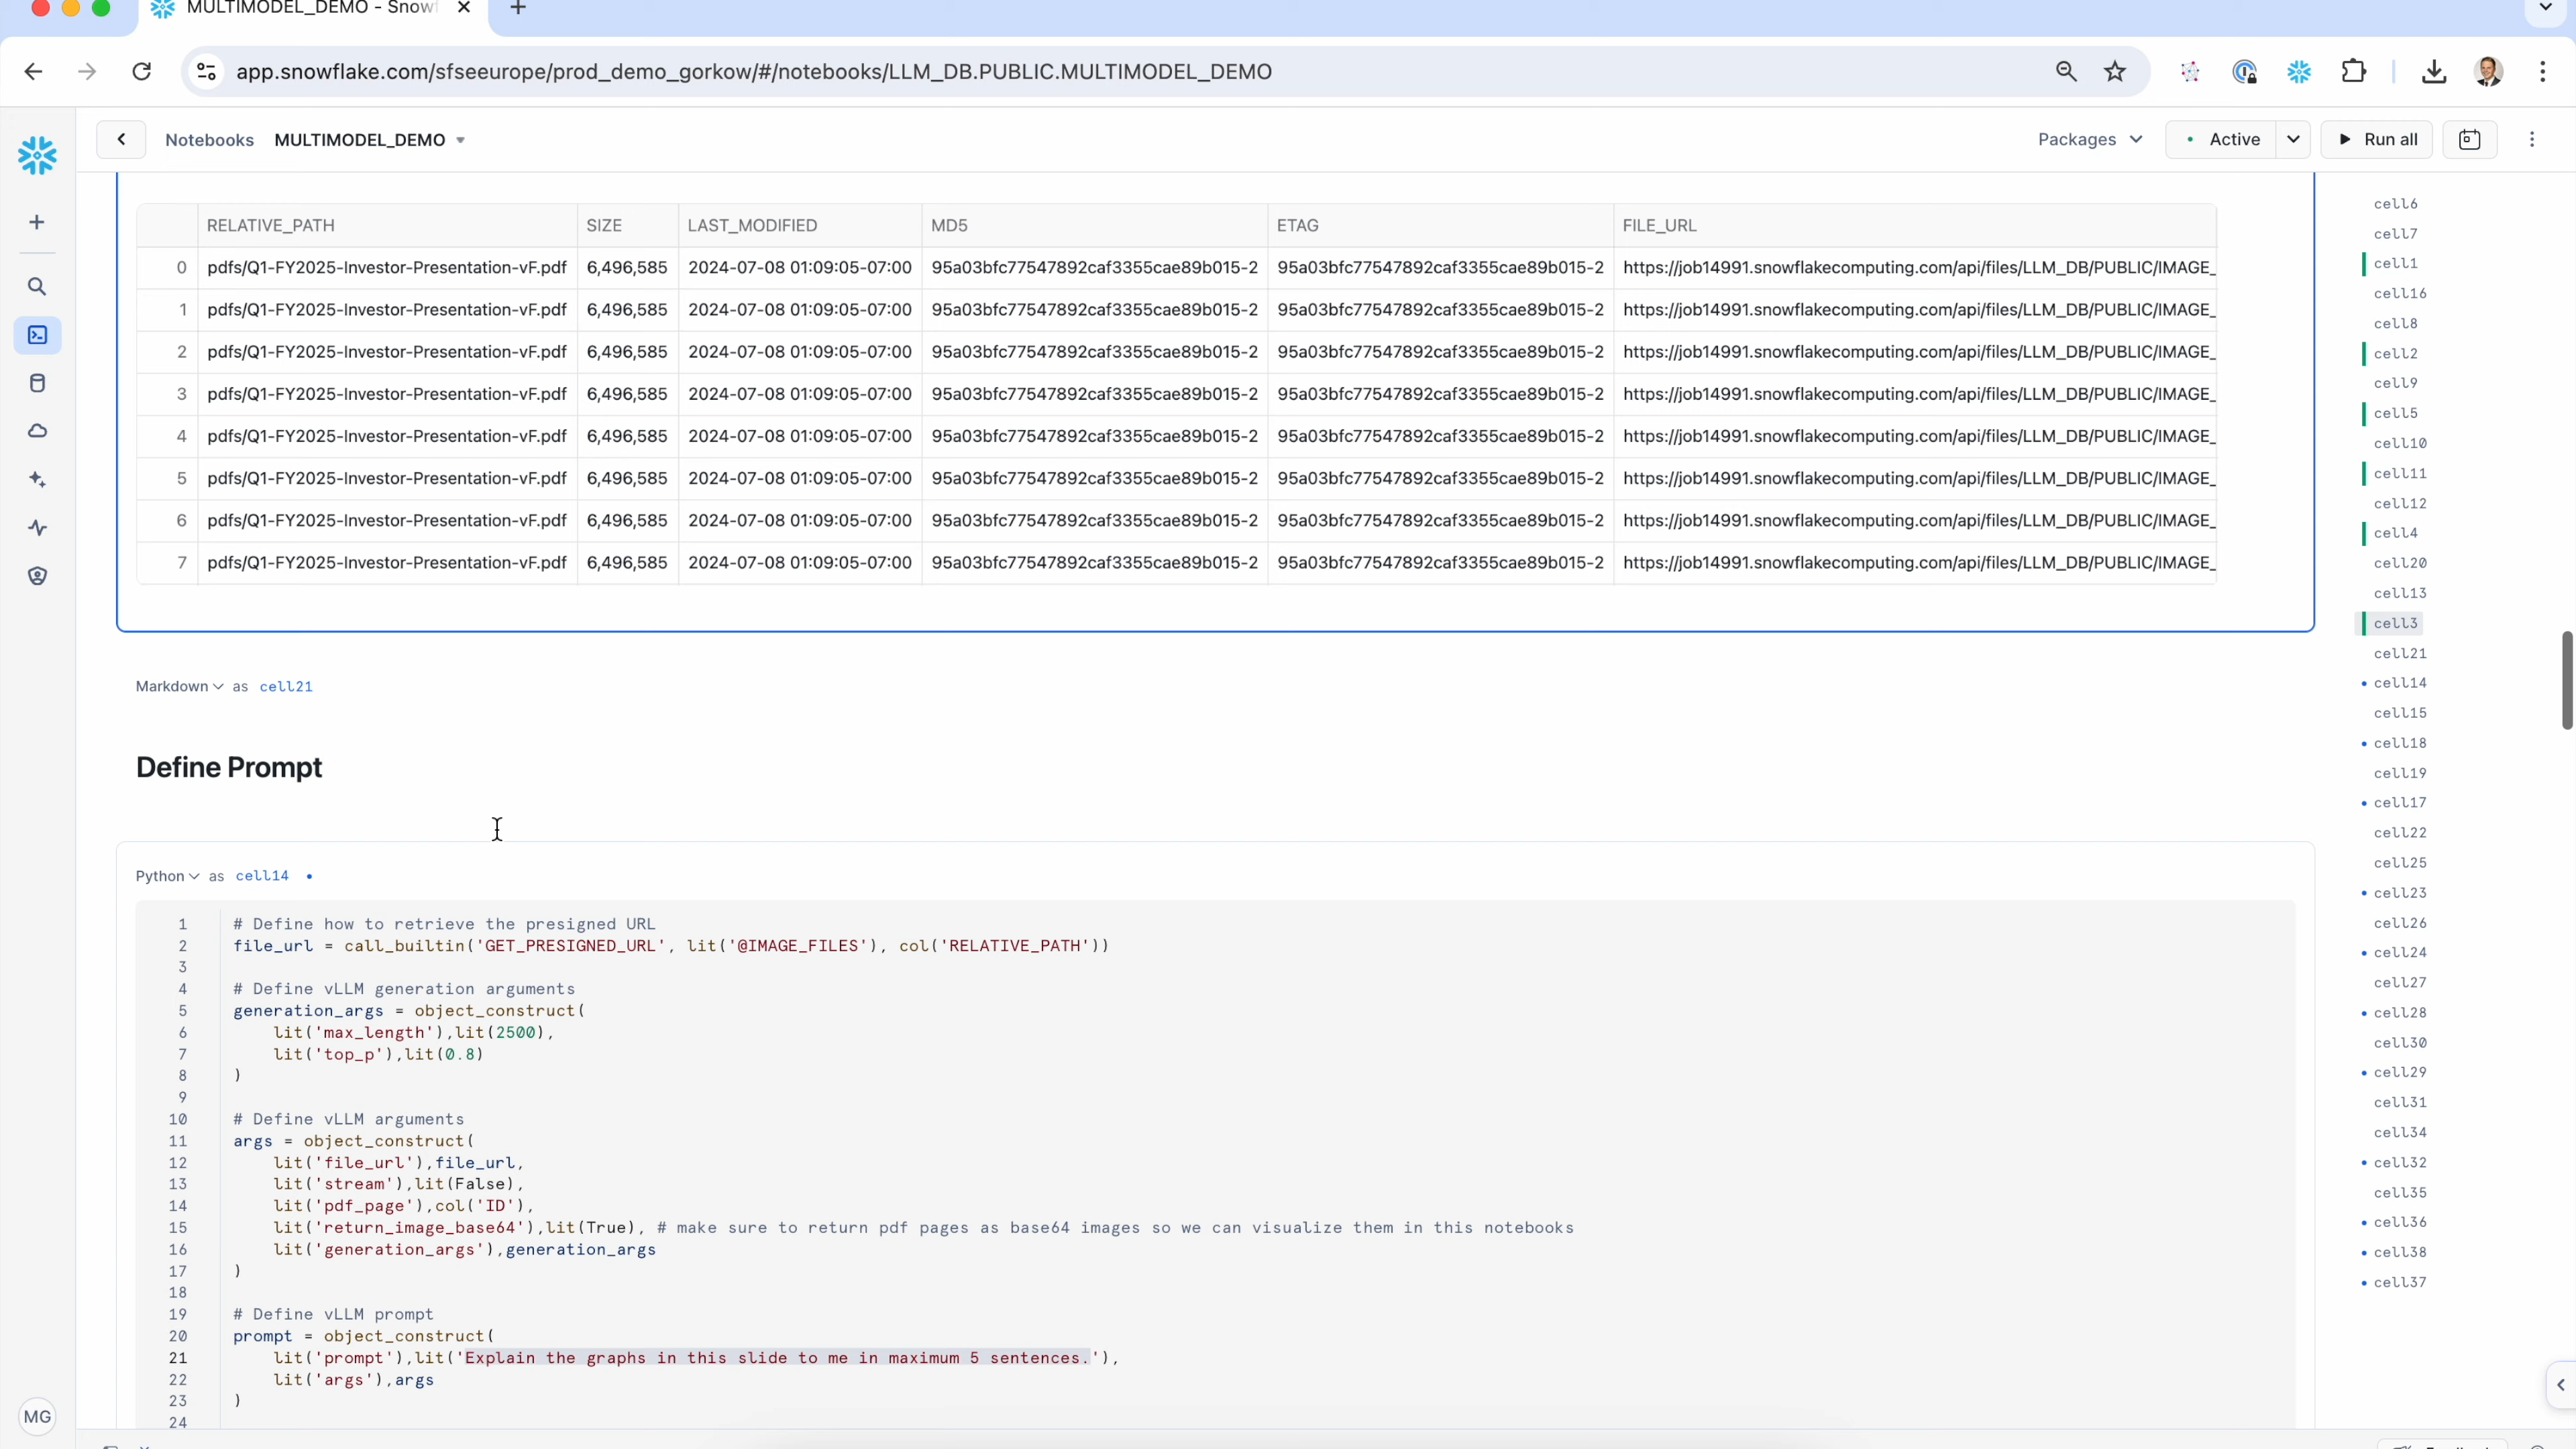 MULTIMODEL_DEMO - Snowf
app.snowflake.com/sfseeurope/prod_demo_gorkow/#/notebooks/LLM_DB.PUBLIC.MULTIMODEL_DEMO
Notebooks MULTIMODEL_DEMO Packages Active Run all
RELATIVE_PATH SIZE LAST_MODIFIED MD5 ETAG FILE_URL
0 pdfs/Q1-FY2025-Investor-Presentation-vF.pdf 6,496,585 2024-07-08 01:09:05-07:00 95a03bfc77547892caf3355cae89b015-2 95a03bfc77547892caf3355cae89b015-2 https://job14991.snowflakecomputing.com/api/files/LLM_DB/PUBLIC/IMAGE_
1 pdfs/Q1-FY2025-Investor-Presentation-vF.pdf 6,496,585 2024-07-08 01:09:05-07:00 95a03bfc77547892caf3355cae89b015-2 95a03bfc77547892caf3355cae89b015-2 https://job14991.snowflakecomputing.com/api/files/LLM_DB/PUBLIC/IMAGE_
2 pdfs/Q1-FY2025-Investor-Presentation-vF.pdf 6,496,585 2024-07-08 01:09:05-07:00 95a03bfc77547892caf3355cae89b015-2 95a03bfc77547892caf3355cae89b015-2 https://job14991.snowflakecomputing.com/api/files/LLM_DB/PUBLIC/IMAGE_
3 pdfs/Q1-FY2025-Investor-Presentation-vF.pdf 6,496,585 2024-07-08 01:09:05-07:00 95a03bfc77547892caf3355cae89b015-2 95a03bfc77547892caf3355cae89b015-2 https://job14991.snowflakecomputing.com/api/files/LLM_DB/PUBLIC/IMAGE_
4 pdfs/Q1-FY2025-Investor-Presentation-vF.pdf 6,496,585 2024-07-08 01:09:05-07:00 95a03bfc77547892caf3355cae89b015-2 95a03bfc77547892caf3355cae89b015-2 https://job14991.snowflakecomputing.com/api/files/LLM_DB/PUBLIC/IMAGE_
5 pdfs/Q1-FY2025-Investor-Presentation-vF.pdf 6,496,585 2024-07-08 01:09:05-07:00 95a03bfc77547892caf3355cae89b015-2 95a03bfc77547892caf3355cae89b015-2 https://job14991.snowflakecomputing.com/api/files/LLM_DB/PUBLIC/IMAGE_
6 pdfs/Q1-FY2025-Investor-Presentation-vF.pdf 6,496,585 2024-07-08 01:09:05-07:00 95a03bfc77547892caf3355cae89b015-2 95a03bfc77547892caf3355cae89b015-2 https://job14991.snowflakecomputing.com/api/files/LLM_DB/PUBLIC/IMAGE_
7 pdfs/Q1-FY2025-Investor-Presentation-vF.pdf 6,496,585 2024-07-08 01:09:05-07:00 95a03bfc77547892caf3355cae89b015-2 95a03bfc77547892caf3355cae89b015-2 https://job14991.snowflakecomputing.com/api/files/LLM_DB/PUBLIC/IMAGE_
Markdown as cell21
Define Prompt
Python as cell14
1 # Define how to retrieve the presigned URL
2 file_url = call_builtin('GET_PRESIGNED_URL', lit('@IMAGE_FILES'), col('RELATIVE_PATH'))
3
4 # Define vLLM generation arguments
5 generation_args = object_construct(
6 lit('max_length'),lit(2500),
7 lit('top_p'),lit(0.8)
8 )
9
10 # Define vLLM arguments
11 args = object_construct(
12 lit('file_url'),file_url,
13 lit('stream'),lit(False),
14 lit('pdf_page'),col('ID'),
15 lit('return_image_base64'),lit(True), # make sure to return pdf pages as base64 images so we can visualize them in this notebooks
16 lit('generation_args'),generation_args
17 )
18
19 # Define vLLM prompt
20 prompt = object_construct(
21 lit('prompt'),lit('Explain the graphs in this slide to me in maximum 5 sentences.'),
22 lit('args'),args
23 )
24
MG
cell6
cell7
cell1
cell16
cell8
cell2
cell9
cell5
cell10
cell11
cell12
cell4
cell20
cell13
cell3
cell21
cell14
cell15
cell18
cell19
cell17
cell22
cell25
cell23
cell26
cell24
cell27
cell28
cell30
cell29
cell31
cell34
cell32
cell35
cell36
cell38
cell37